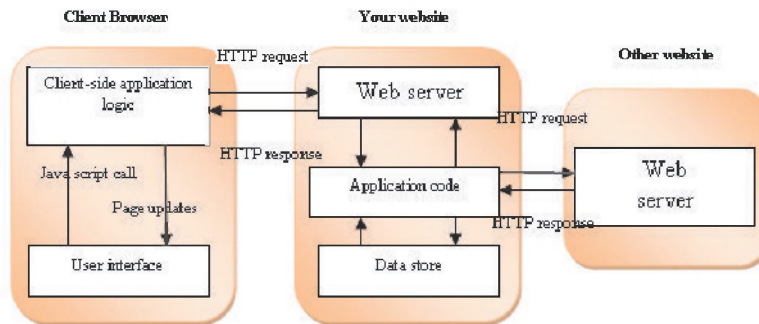 Client Browser
Your website
Other website
HTTP request
Client-side application
logic
Web server
HTTP request
HTTP response
Java script call
Application code
Web
server
Page updates
HTTP response
User interface
Data store